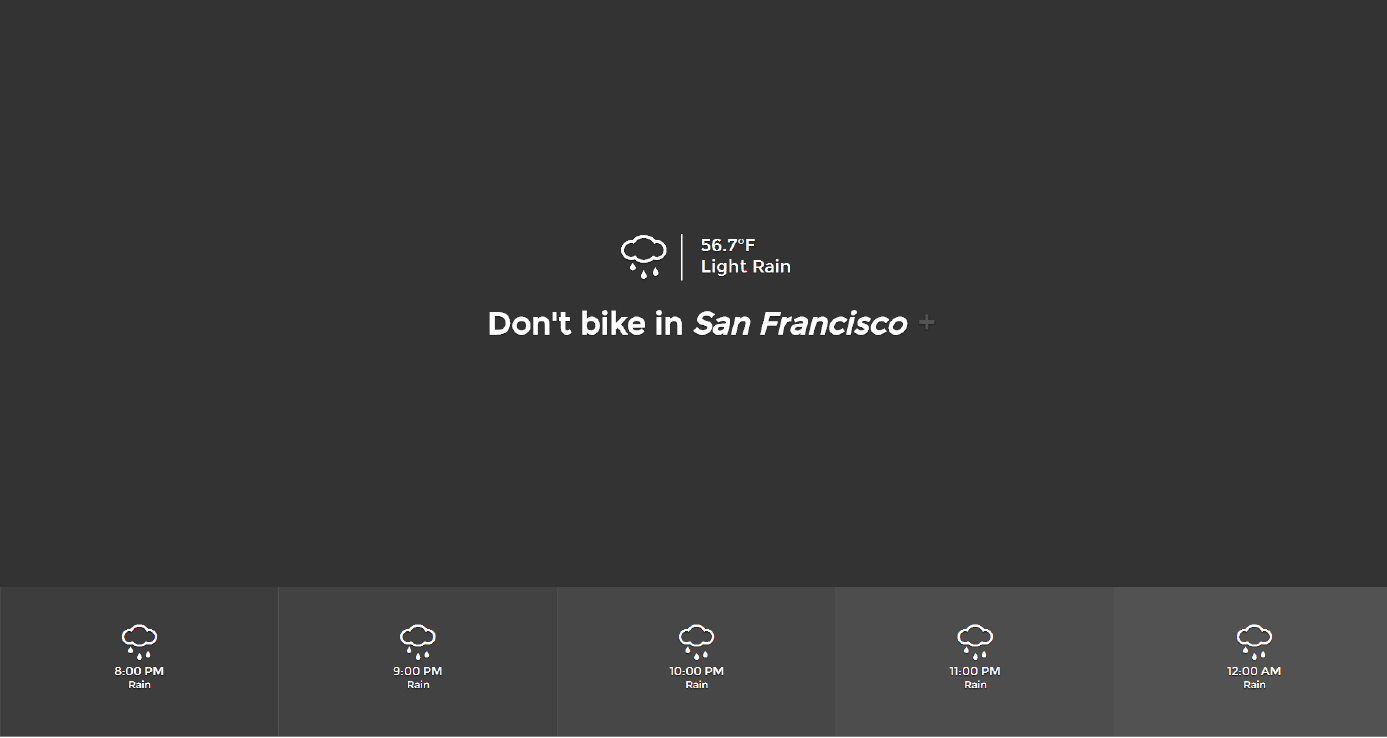 56.7°F
Light Rain
Don't bike in San Francisco +
8:00 PM
Rain
9:00 PM
Rain
10:00 PM
Rain
11:00 PM
Rain
12:00 AM
Rain